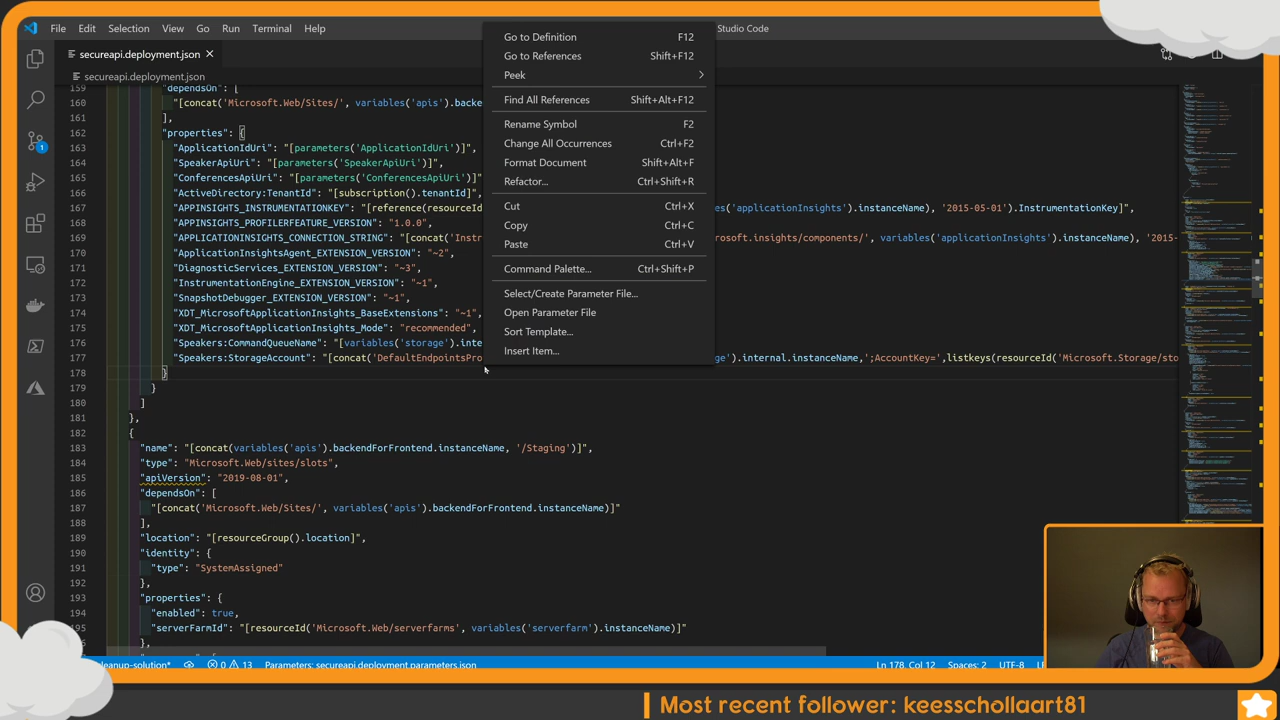 File Edit Selection View Go Run Terminal Help
Studio Code
secureapi.deployment.json
secureapi.deployment.json
159 "dependsOn": [
160 "[concat('Microsoft.Web/Sites/', variables('apis').backe
161 ],
162 "properties": {
163 "ApplicationIdUri": "[parameters('ApplicationIdUri')]",
164 "SpeakerApiUri": "[parameters('SpeakerApiUri')]",
165 "ConferencesApiUri": "[parameters('ConferencesApiUri')]
166 "ActiveDirectory:TenantId": "[subscription().tenantId]"
167 "APPINSIGHTS_INSTRUMENTATIONKEY": "[reference(resourceId es('applicationInsights').instanceName), '2015-05-01').InstrumentationKey]",
168 "APPINSIGHTS_PROFILERFEATURE_VERSION": "1.0.0",
169 "APPLICATIONINSIGHTS_CONNECTION_STRING": "[concat('Inst rosoft.Insights/components/', variables('applicationInsights').instanceName), '2015-
170 "ApplicationInsightsAgent_EXTENSION_VERSION": "~2",
171 "DiagnosticServices_EXTENSION_VERSION": "~3",
172 "InstrumentationEngine_EXTENSION_VERSION": "~1",
173 "SnapshotDebugger_EXTENSION_VERSION": "~1",
174 "XDT_MicrosoftApplicationInsights_BaseExtensions": "~1"
175 "XDT_MicrosoftApplicationInsights_Mode": "recommended",
176 "Speakers:CommandQueueName": "[variables('storage').inte
177 "Speakers:StorageAccount": "[concat('DefaultEndpointsPro ge').internal.instanceName,';AccountKey=',listkeys(resourceId('Microsoft.Storage/sto
178 }
179 }
180 ]
181 },
182 {
183 "name": "[concat(variables('apis').backendForFrontend.instanceName, '/Staging')]",
184 "type": "Microsoft.Web/sites/slots",
185 "apiVersion": "2019-08-01",
186 "dependsOn": [
187 "[concat('Microsoft.Web/Sites/', variables('apis').backendForFrontend.instanceName)]"
188 ],
189 "location": "[resourceGroup().location]",
190 "identity": {
191 "type": "SystemAssigned"
192 },
193 "properties": {
194 "enabled": true,
195 "serverFarmId": "[resourceId('Microsoft.Web/serverfarms', variables('serverfarm').instanceName)]"
},
Go to Definition F12
Go to References Shift+F12
Peek
Find All References Shift+Alt+F12
Rename Symbol F2
Change All Occurrences Ctrl+F2
Format Document Shift+Alt+F
Refactor... Ctrl+Shift+R
Cut Ctrl+X
Copy Ctrl+C
Paste Ctrl+V
Command Palette... Ctrl+Shift+P
Select/Create Parameter File...
Open Parameter File
Sort Template...
Insert Item...
1
cleanup-solution* 0 13 Parameters: secureapi.deployment.parameters.json Ln 178, Col 12 Spaces: 2 UTF-8
Most recent follower: keesschollaart81